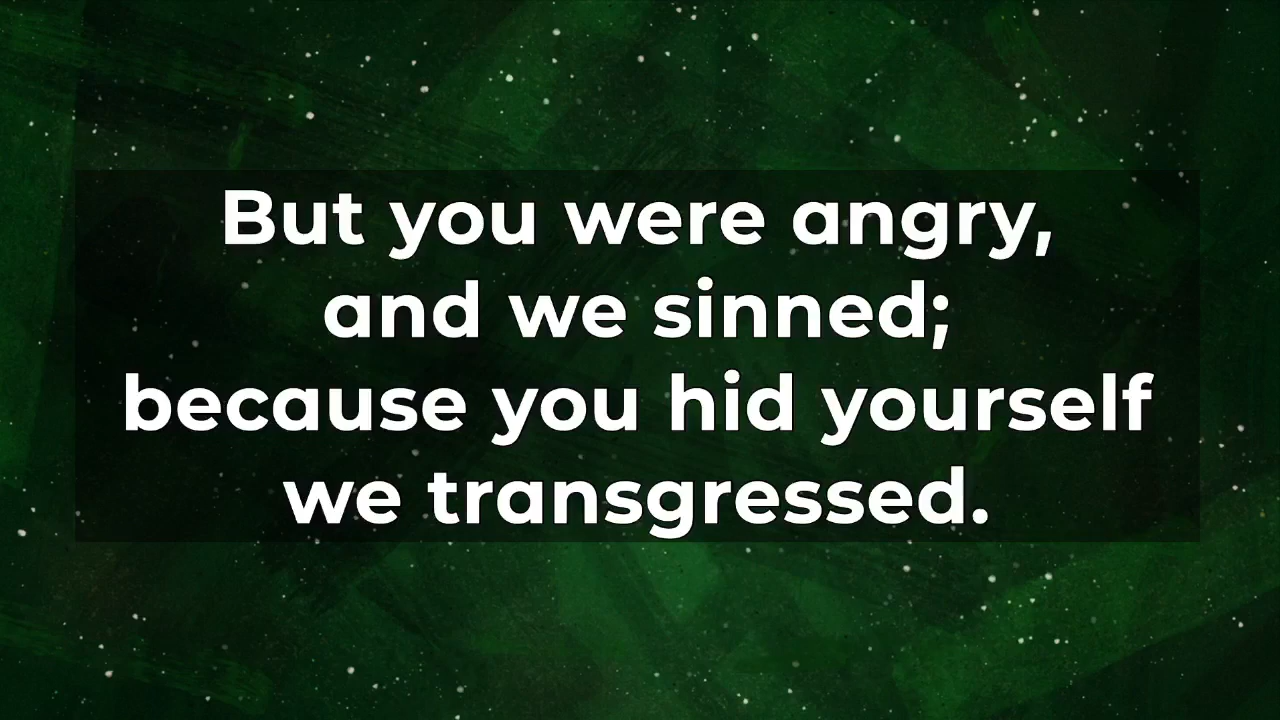 But you were angry,
and we sinned;
because you hid yourself
we transgressed.